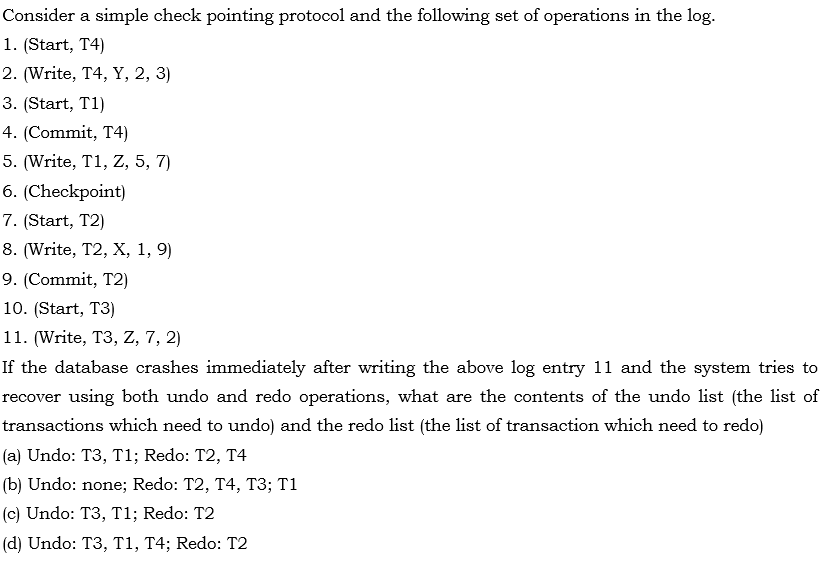 Consider a simple check pointing protocol and the following set of operations in the log.
1. (Start, T4)
2. (Write, T4, Y, 2, 3)
3. (Start, T1)
4. (Commit, T4)
5. (Write, T1, Z, 5, 7)
6. (Checkpoint)
7. (Start, T2)
8. (Write, T2, X, 1, 9)
9. (Commit, T2)
10. (Start, T3)
11. (Write, T3, Z, 7, 2)
If the database crashes immediately after writing the above log entry 11 and the system tries to
recover using both undo and redo operations, what are the contents of the undo list (the list of
transactions which need to undo) and the redo list (the list of transaction which need to redo)
(a) Undo: T3, T1; Redo: T2, T4
(b) Undo: none; Redo: T2, T4, T3; T1
(c) Undo: T3, T1; Redo: T2
(d) Undo: T3, T1, T4; Redo: T2